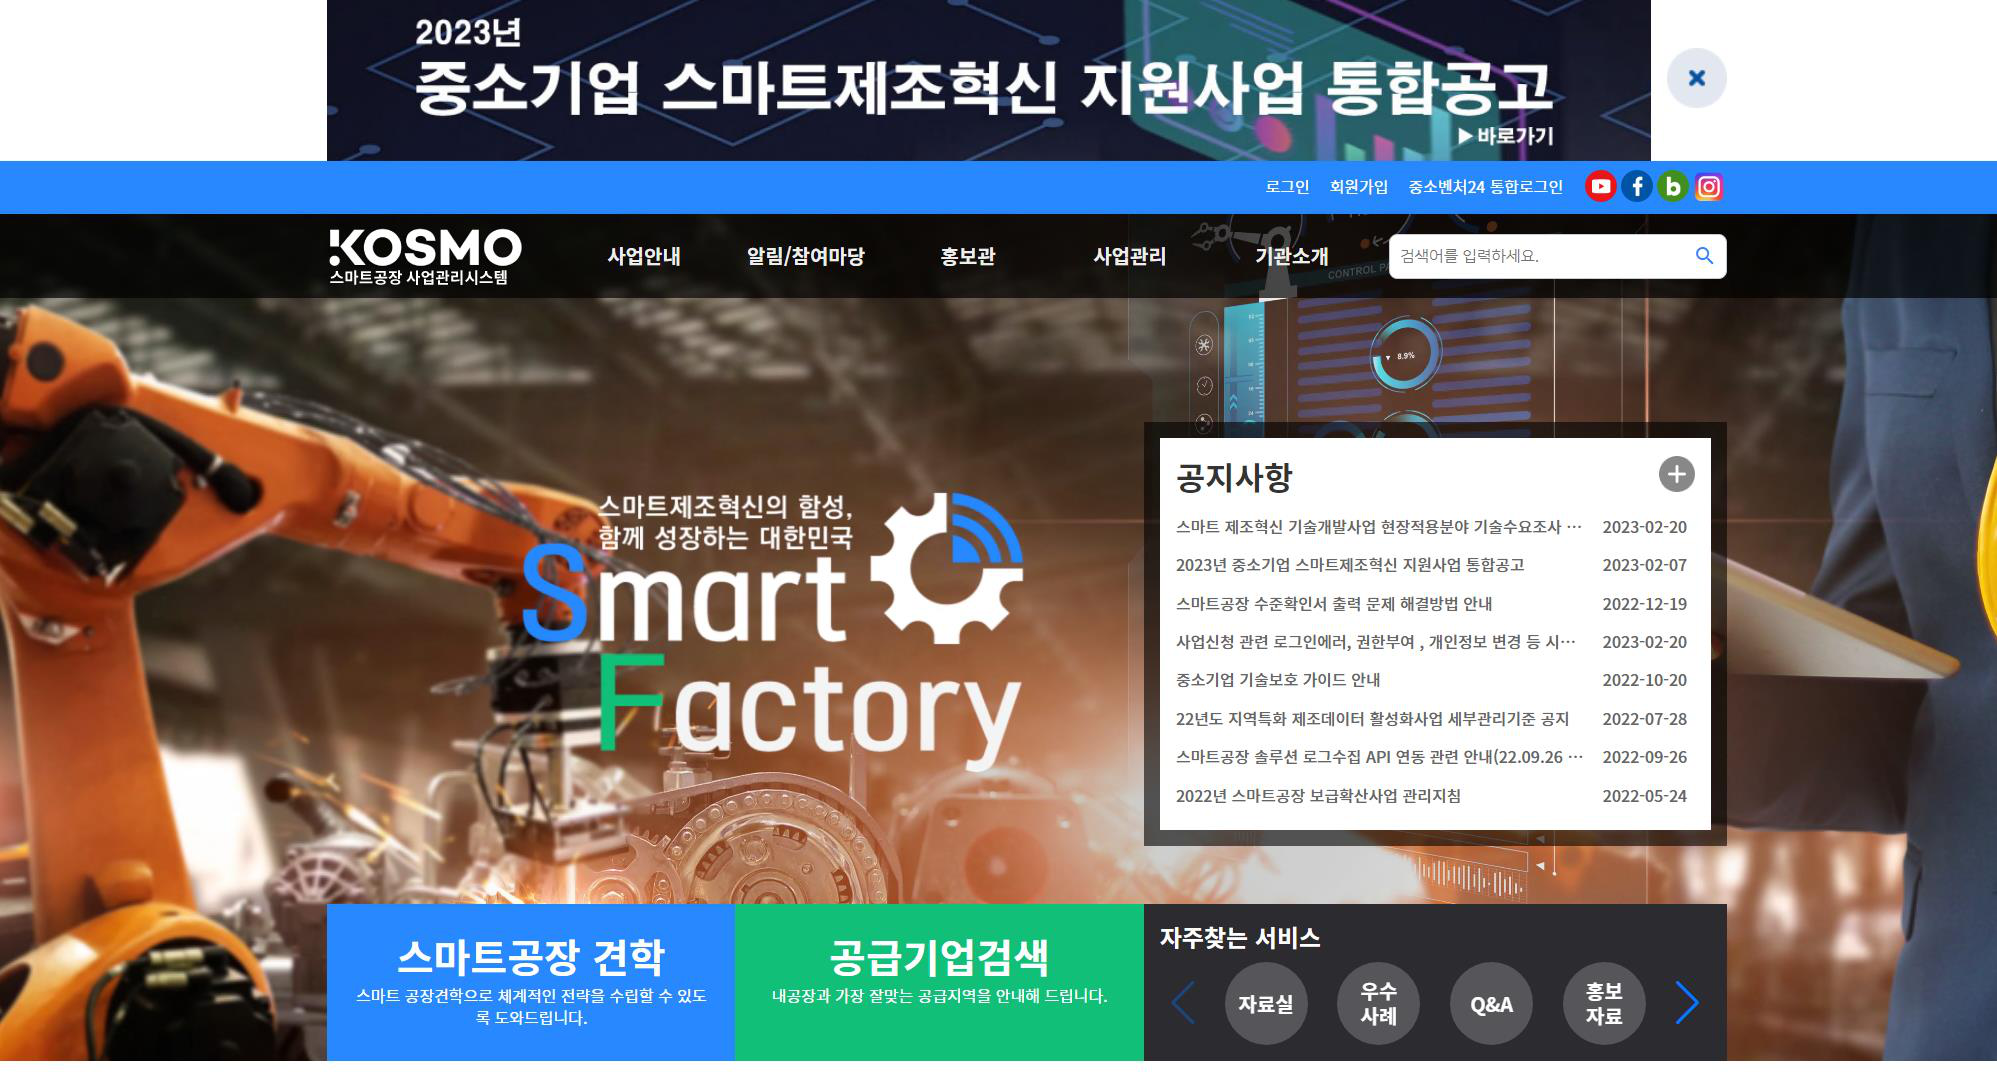 2023년
중소기업 스마트제조혁신 지원사업 통합공고
▶바로가기
로그인 회원가입 중소벤처24 통합로그인
KOSMO
스마트공장 사업관리시스템
사업안내 알림/참여마당 홍보관 사업관리 기관소개
검색어를 입력하세요.
8.9%
스마트제조혁신의 함성,
함께 성장하는 대한민국
Smart
Factory
공지사항
스마트 제조혁신 기술개발사업 현장적용분야 기술수요조사 … 2023-02-20
2023년 중소기업 스마트제조혁신 지원사업 통합공고 2023-02-07
스마트공장 수준확인서 출력 문제 해결방법 안내 2022-12-19
사업신청 관련 로그인에러, 권한부여 , 개인정보 변경 등 시… 2023-02-20
중소기업 기술보호 가이드 안내 2022-10-20
22년도 지역특화 제조데이터 활성화사업 세부관리기준 공지 2022-07-28
스마트공장 솔루션 로그수집 API 연동 관련 안내(22.09.26 … 2022-09-26
2022년 스마트공장 보급확산사업 관리지침 2022-05-24
스마트공장 견학
스마트 공장견학으로 체계적인 전략을 수립할 수 있도
록 도와드립니다.
공급기업검색
내공장과 가장 잘맞는 공급지역을 안내해 드립니다.
자주찾는 서비스
자료실
우수
사례
Q&A
홍보
자료